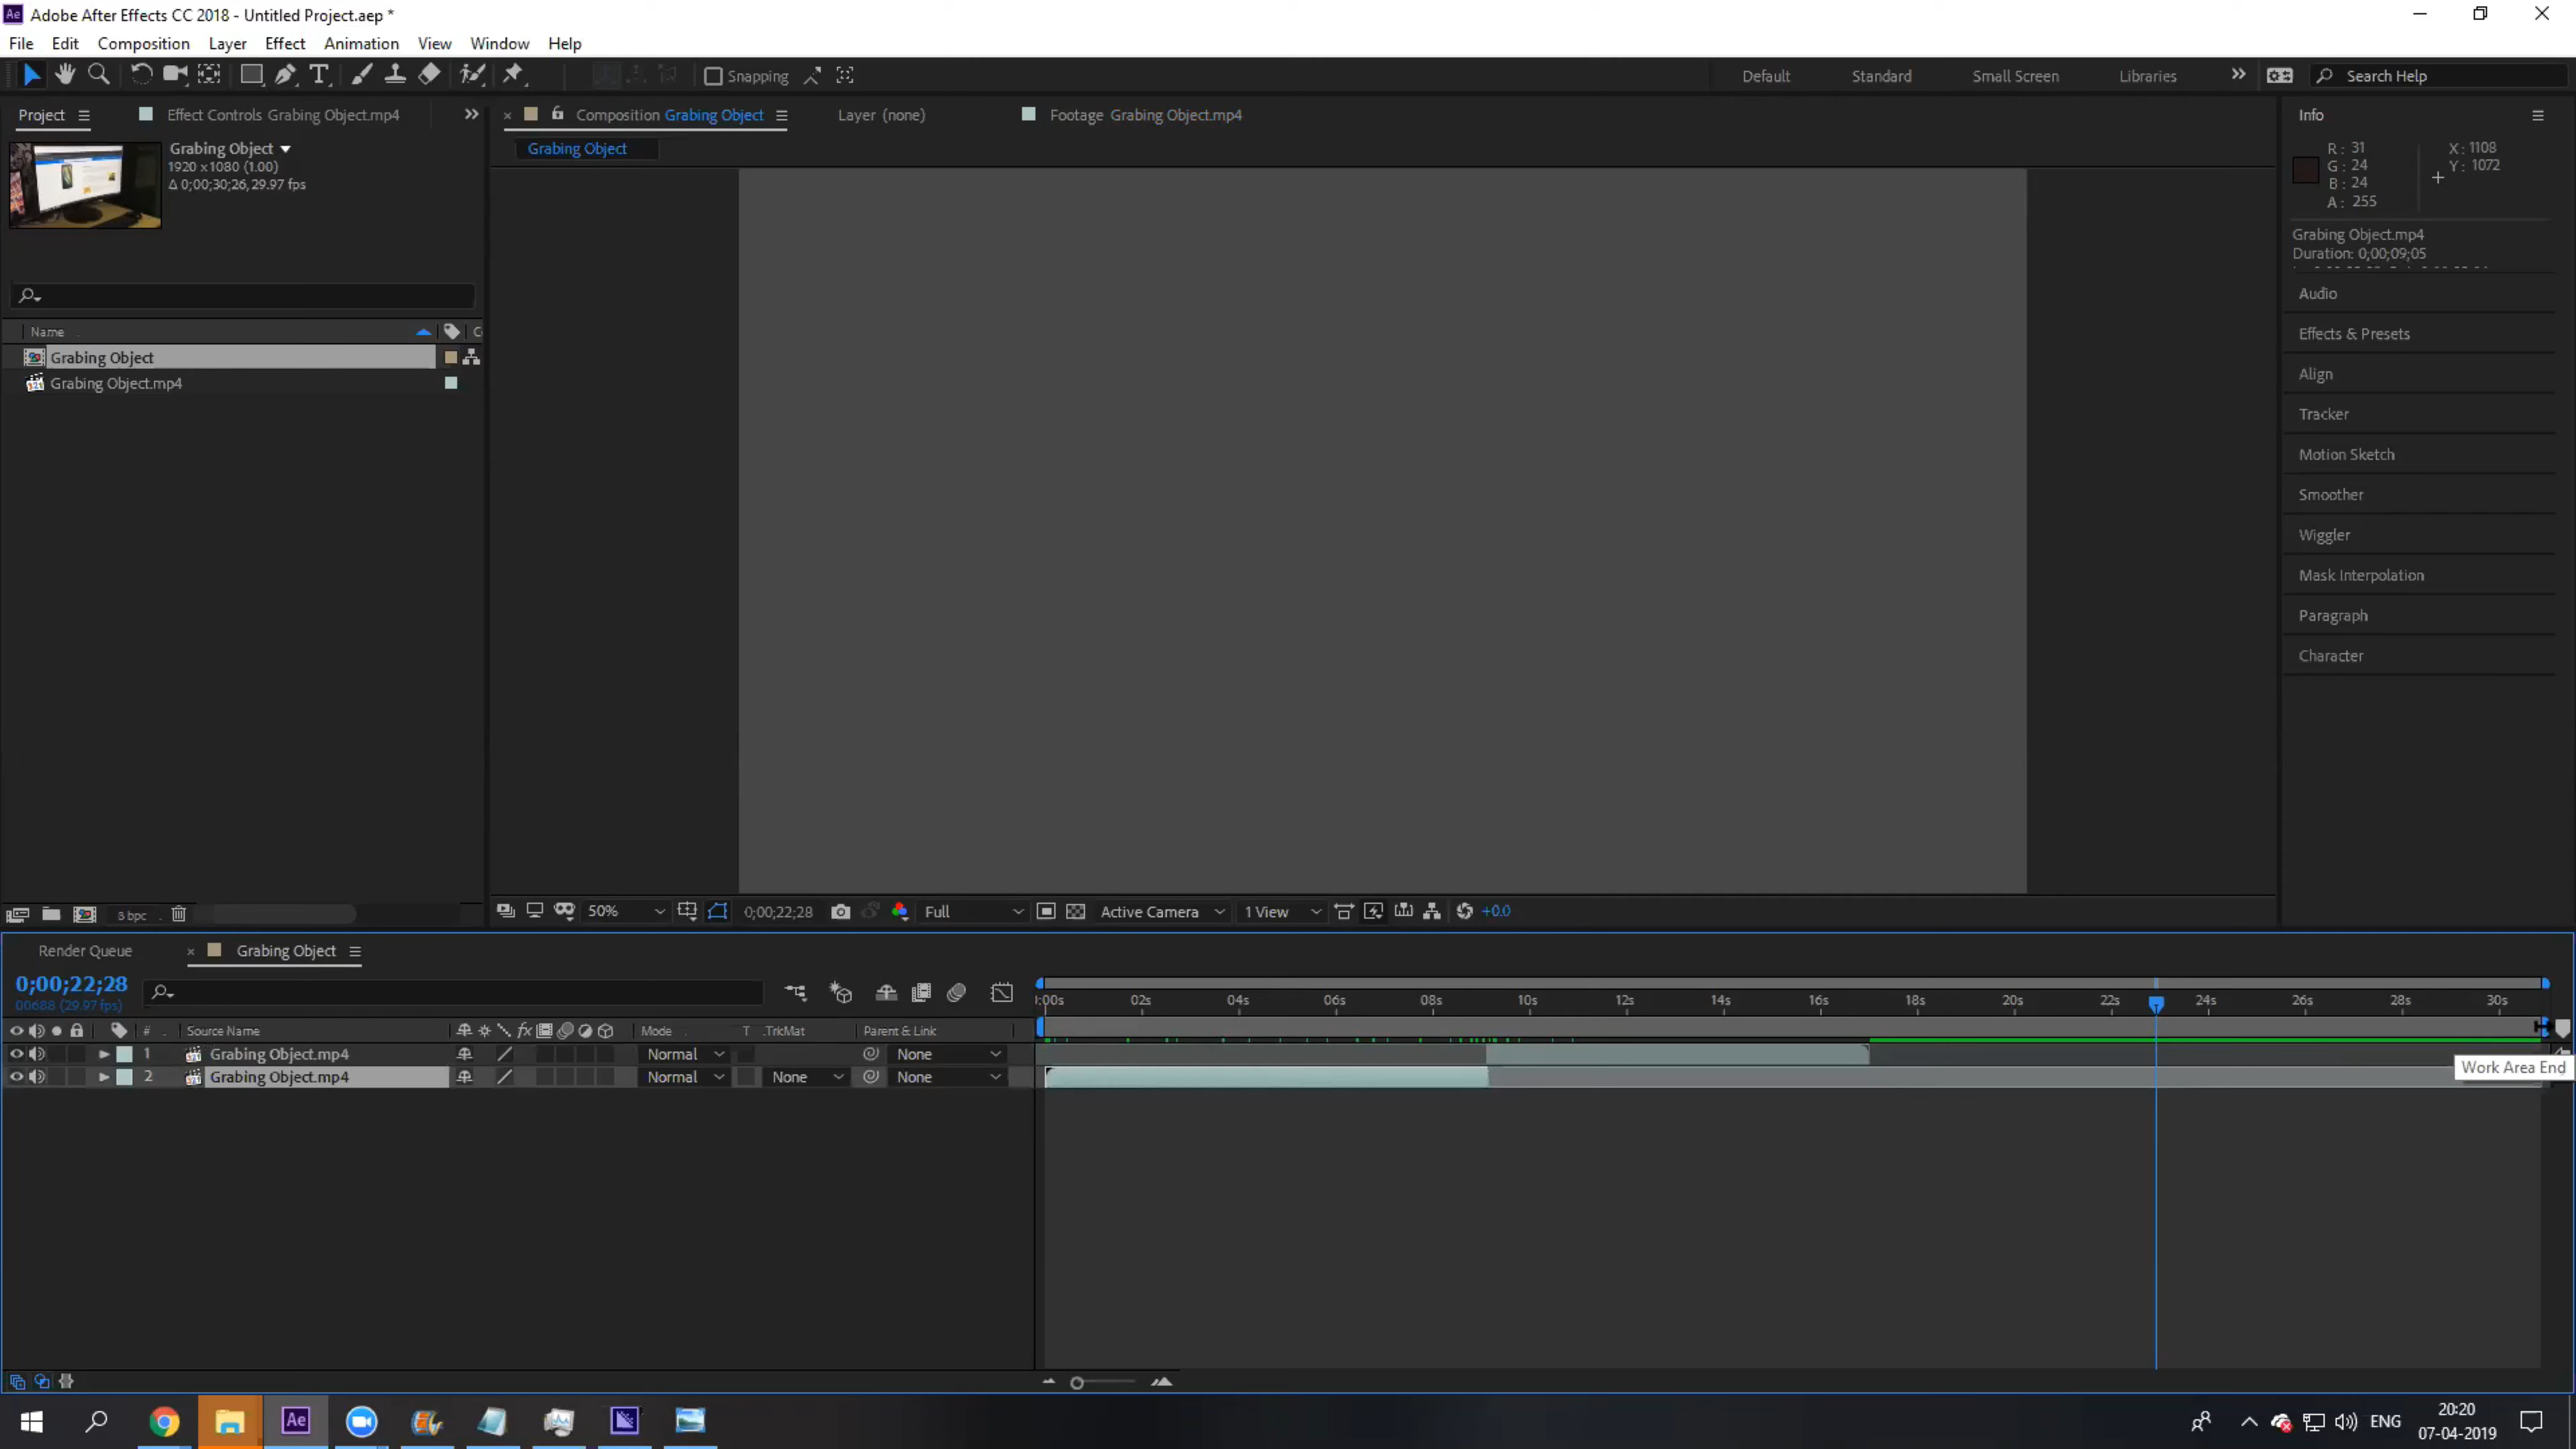 Adobe After Effects CC 2018 - Untitled Project.aep *
File Edit Composition Layer Effect Animation View Window Help
Snapping
Default Standard Small Screen Libraries
Search Help
Project
Effect Controls Grabing Object.mp4
Composition Grabing Object
Layer (none)
Footage Grabing Object.mp4
Info
Grabing Object
1920 x 1080 (1.00)
Δ 0;00;30;26, 29.97 fps
Grabing Object
R : 31
G : 24
B : 24
A : 255
X : 1108
Y : 1072
Grabing Object.mp4
Duration: 0;00;09;05
Audio
Effects & Presets
Align
Tracker
Motion Sketch
Smoother
Wiggler
Mask Interpolation
Paragraph
Character
Name
Grabing Object
Grabing Object.mp4
8 bpc
50%
0;00;22;28
Full
Active Camera
1 View
+0.0
Render Queue
Grabing Object
0;00;22;28
00688 (29.97 fps)
:00s 02s 04s 06s 08s 10s 12s 14s 16s 18s 20s 22s 24s 26s 28s 30s
# Source Name Mode T .TrkMat Parent & Link
1 Grabing Object.mp4 Normal None
2 Grabing Object.mp4 Normal None None
Work Area End
ENG
20:20
07-04-2019